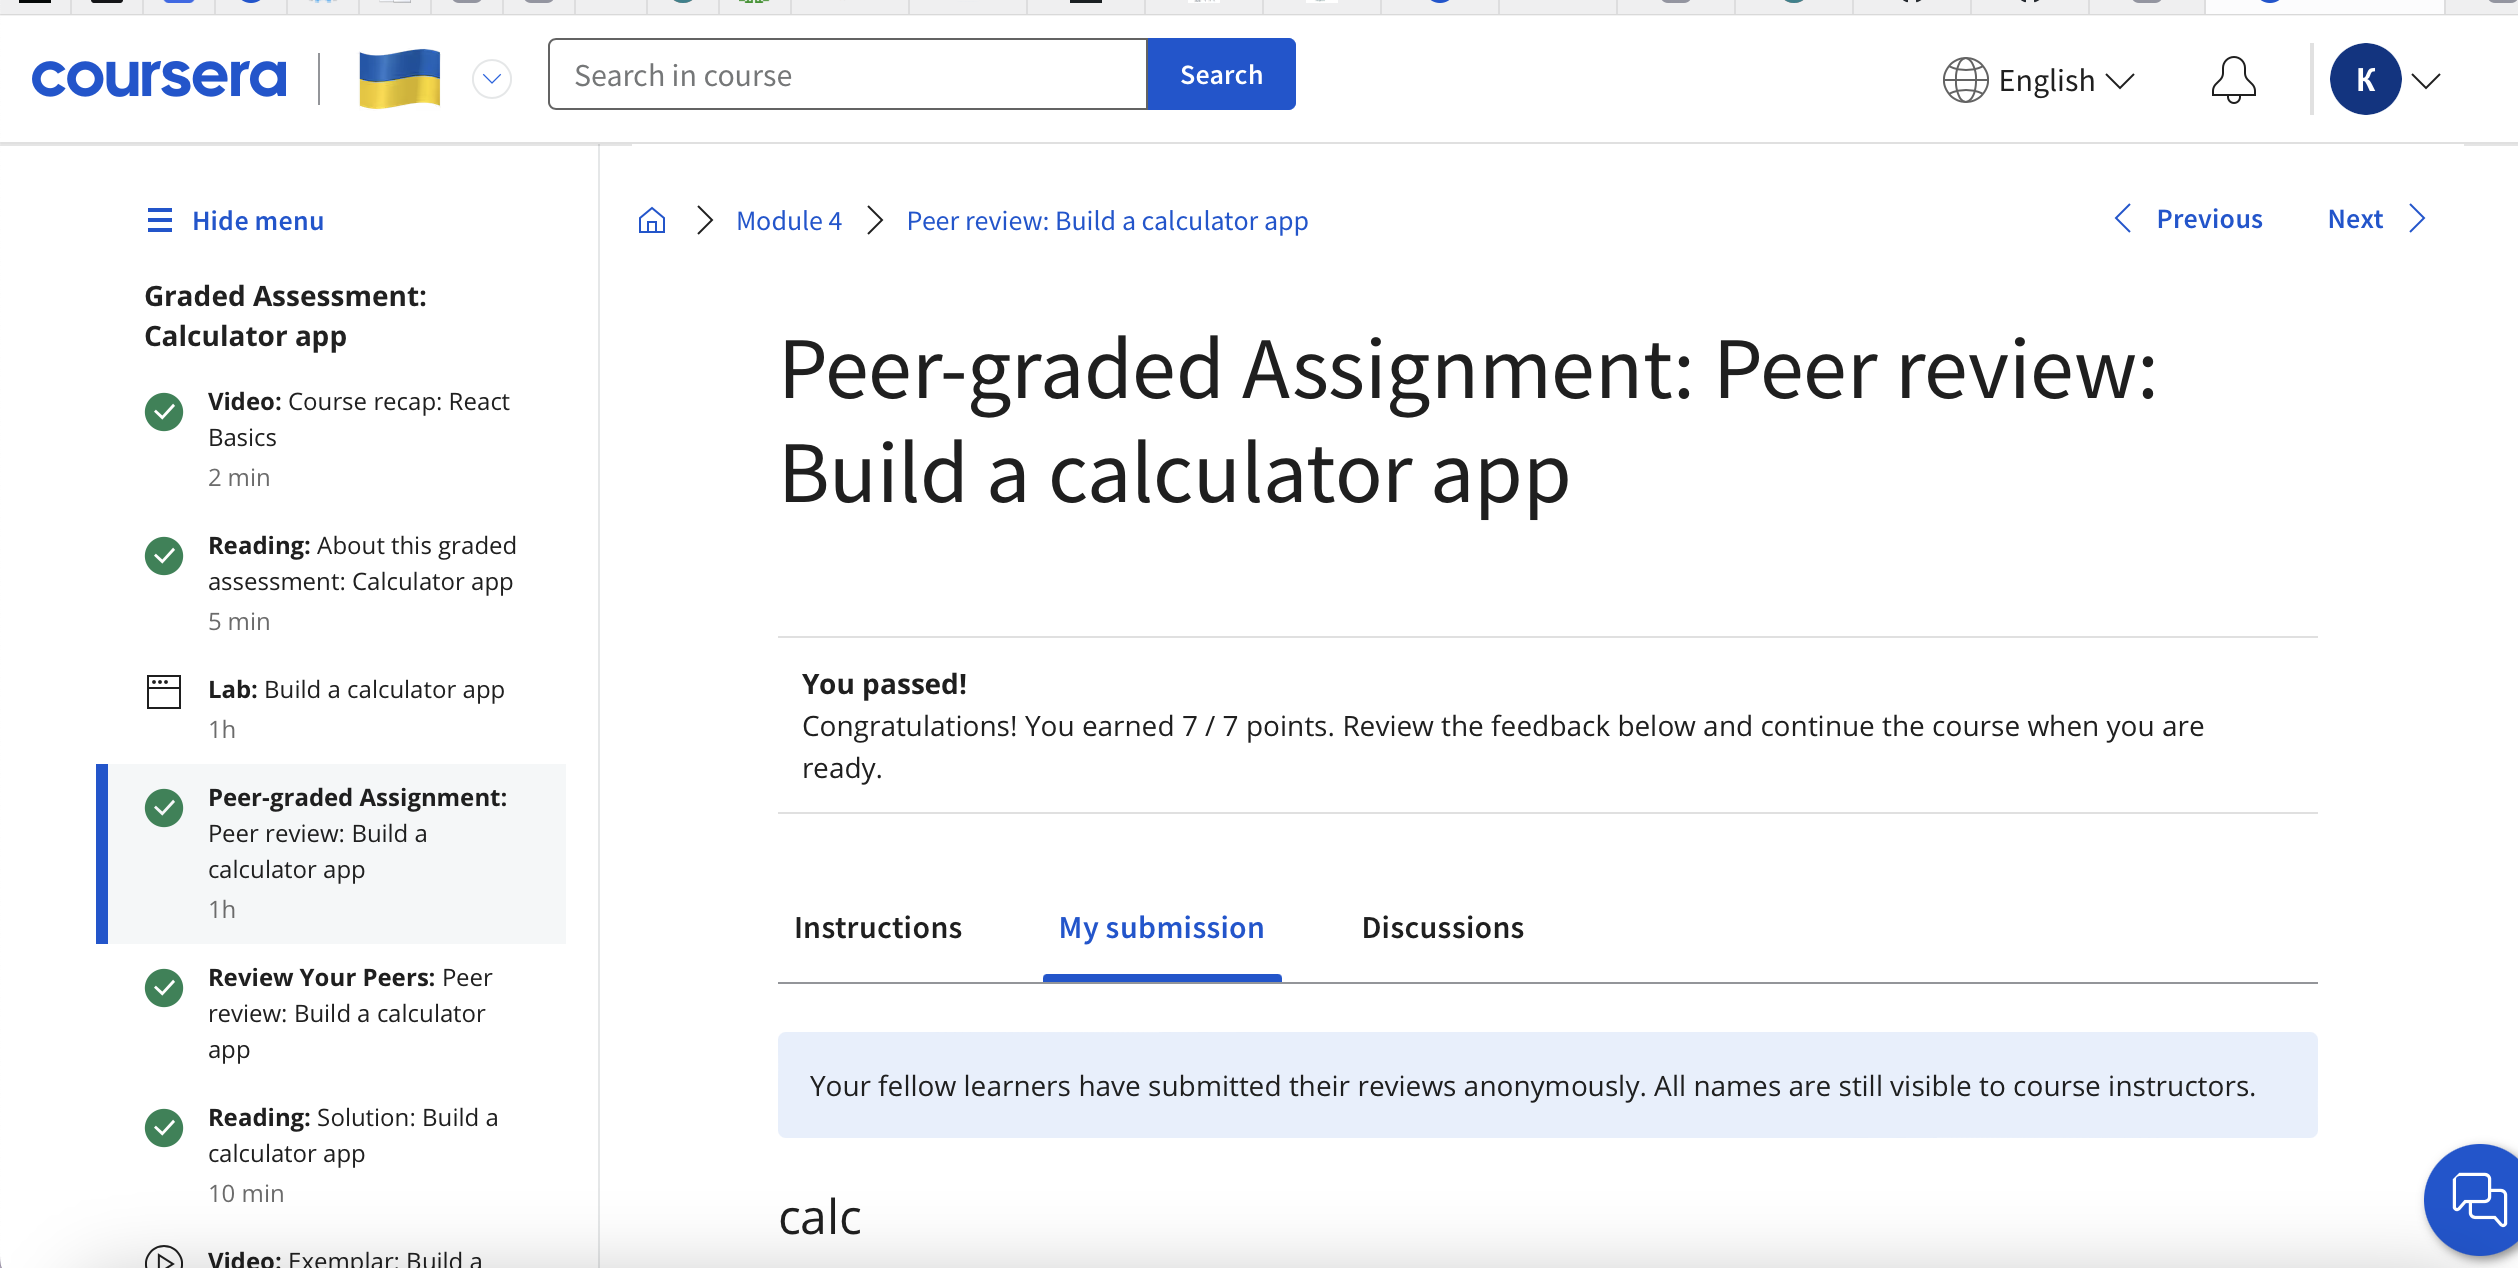 coursera
Search in course
Search
English
K
Hide menu
Graded Assessment:
Calculator app
Video: Course recap: React
Basics
2 min
Reading: About this graded
assessment: Calculator app
5 min
Lab: Build a calculator app
1h
Peer-graded Assignment:
Peer review: Build a
calculator app
1h
Review Your Peers: Peer
review: Build a calculator
app
Reading: Solution: Build a
calculator app
10 min
Video: Exemplar: Build a
Module 4
Peer review: Build a calculator app
Previous
Next
Peer-graded Assignment: Peer review:
Build a calculator app
You passed!
Congratulations! You earned 7 / 7 points. Review the feedback below and continue the course when you are
ready.
Instructions
My submission
Discussions
Your fellow learners have submitted their reviews anonymously. All names are still visible to course instructors.
calc